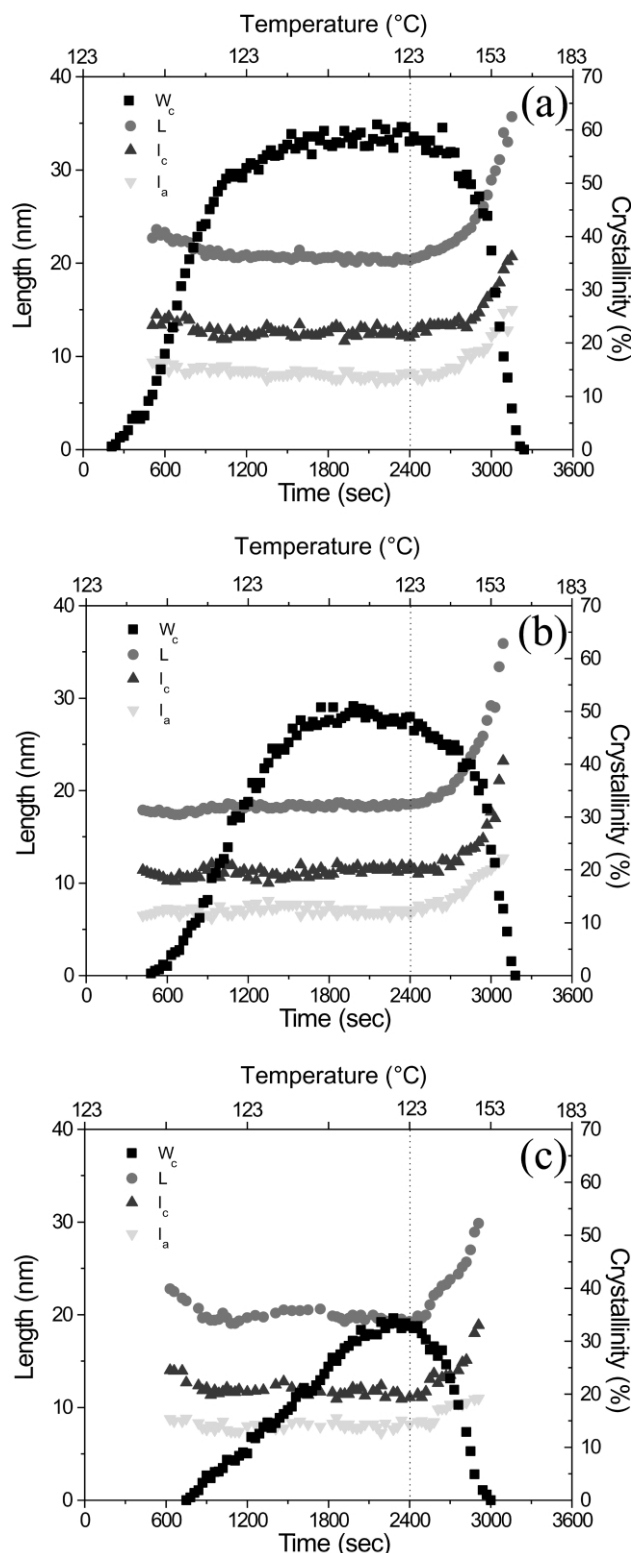 Temperature (°C)
123 123 123 153 183
40 70
(a)
W_c
L
l_c
l_a
60
30
50
40
20
30
10
20
10
0 0
Length (nm)
Crystallinity (%)
0 600 1200 1800 2400 3000 3600
Time (sec)
Temperature (°C)
123 123 123 153 183
40 70
(b)
W_c
L
l_c
l_a
60
30
50
40
20
30
10
20
10
0 0
Length (nm)
Crystallinity (%)
0 600 1200 1800 2400 3000 3600
Time (sec)
Temperature (°C)
123 123 123 153 183
40 70
(c)
W_c
L
l_c
l_a
60
30
50
40
20
30
10
20
10
0 0
Length (nm)
Crystallinity (%)
0 600 1200 1800 2400 3000 3600
Time (sec)